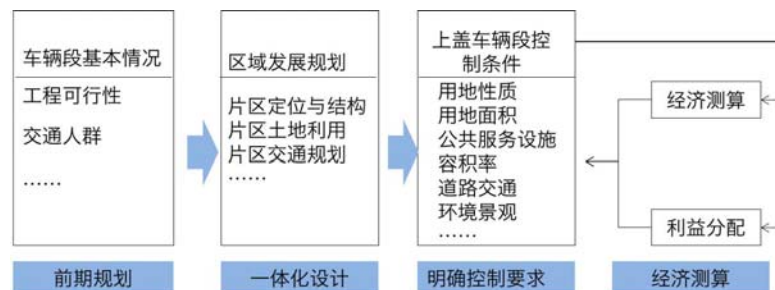 车辆段基本情况
工程可行性
交通人群
……
前期规划
区域发展规划
片区定位与结构
片区土地利用
片区交通规划
……
一体化设计
上盖车辆段控
制条件
用地性质
用地面积
公共服务设施
容积率
道路交通
环境景观
……
明确控制要求
经济测算
利益分配
经济测算